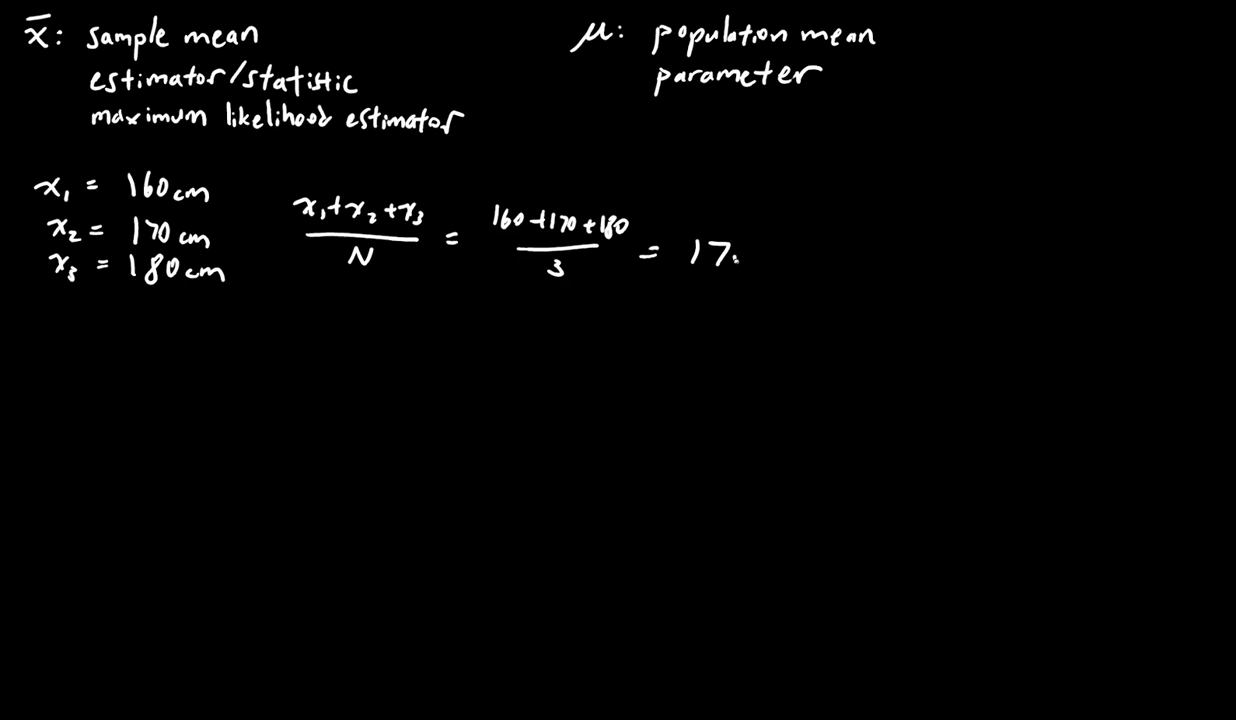 x̄: sample mean
estimator/statistic
maximum likelihood estimator
μ: population mean
parameter
x₁ = 160 cm
x₂ = 170 cm
x₃ = 180 cm
x₁+x₂+x₃
N
=
160+170+180
3
= 17.